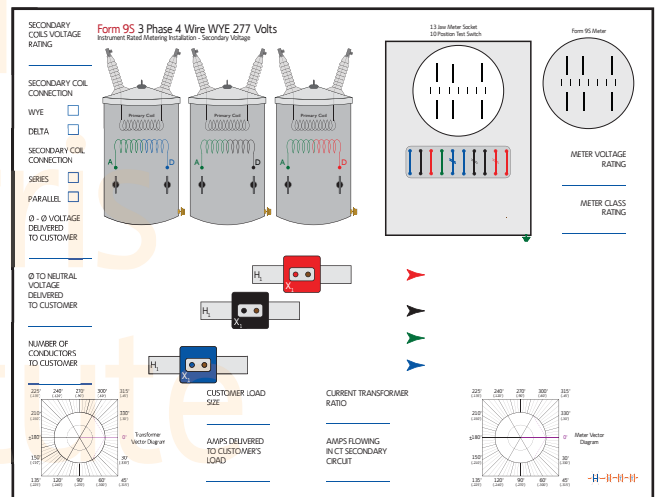 SECONDARY
COILS VOLTAGE
RATING
Form 9S 3 Phase 4 Wire WYE 277 Volts
Instrument Rated Metering Installation - Secondary Voltage
13 Jaw Meter Socket
10 Position Test Switch
Form 9S Meter
SECONDARY COIL
CONNECTION
WYE
DELTA
SECONDARY COIL
CONNECTION
SERIES
PARALLEL
Ø - Ø VOLTAGE
DELIVERED
TO CUSTOMER
Ø TO NEUTRAL
VOLTAGE
DELIVERED
TO CUSTOMER
NUMBER OF
CONDUCTORS
TO CUSTOMER
Primary Coil
A
D
Primary Coil
A
D
Primary Coil
A
D
METER VOLTAGE
RATING
METER CLASS
RATING
H1
X1
H1
X1
H1
X1
CUSTOMER LOAD
SIZE
AMPS DELIVERED
TO CUSTOMER'S
LOAD
CURRENT TRANSFORMER
RATIO
AMPS FLOWING
IN CT SECONDARY
CIRCUIT
225° 240° 270° 300° 315°
210° 330°
180° 0°
150° 30°
135° 120° 90° 60° 45°
Transformer
Vector Diagram
225° 240° 270° 300° 315°
210° 330°
180° 0°
150° 30°
135° 120° 90° 60° 45°
Meter Vector
Diagram
ris
tute